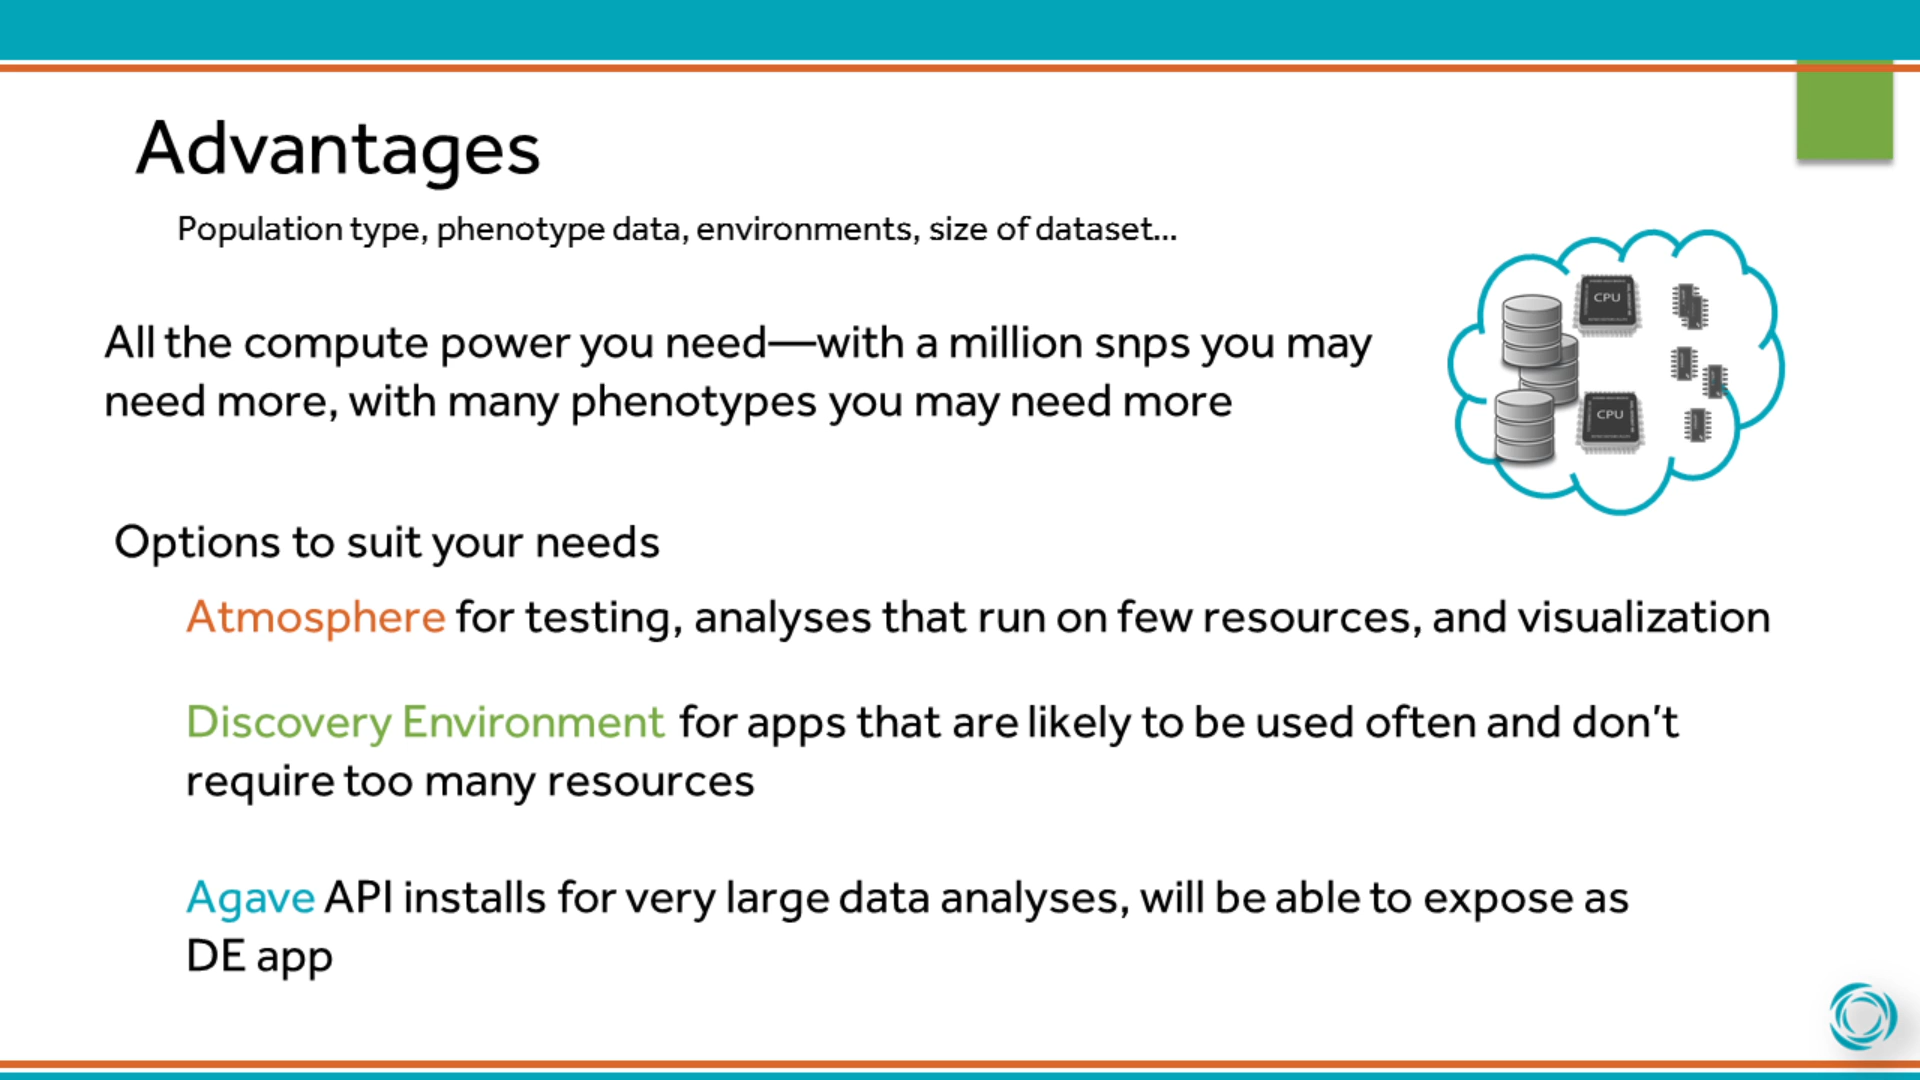 Advantages
Population type, phenotype data, environments, size of dataset...
All the compute power you need—with a million snps you may
need more, with many phenotypes you may need more
CPU
CPU
Options to suit your needs
Atmosphere for testing, analyses that run on few resources, and visualization
Discovery Environment for apps that are likely to be used often and don't
require too many resources
Agave API installs for very large data analyses, will be able to expose as
DE app